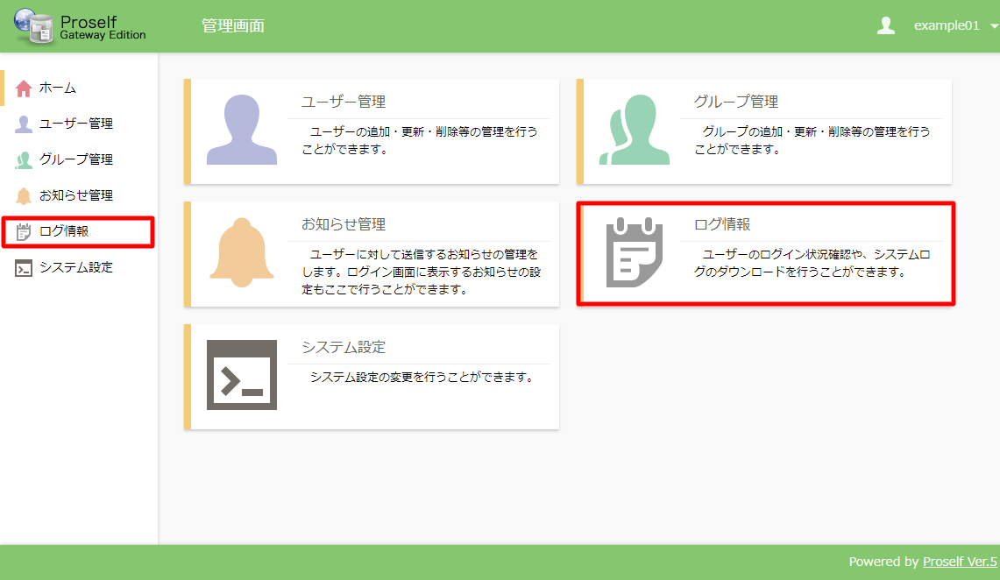 Proself
Gateway Edition
管理画面
example01
ホーム
ユーザー管理
グループ管理
お知らせ管理
ログ情報
システム設定
ユーザー管理
ユーザーの追加・更新・削除等の管理を行う
ことができます。
グループ管理
グループの追加・更新・削除等の管理を行う
ことができます。
お知らせ管理
ユーザーに対して送信するお知らせの管理を
します。ログイン画面に表示するお知らせの設
定もここで行うことができます。
ログ情報
ユーザーのログイン状況確認や、システムロ
グのダウンロードを行うことができます。
システム設定
システム設定の変更を行うことができます。
Powered by Proself Ver.5